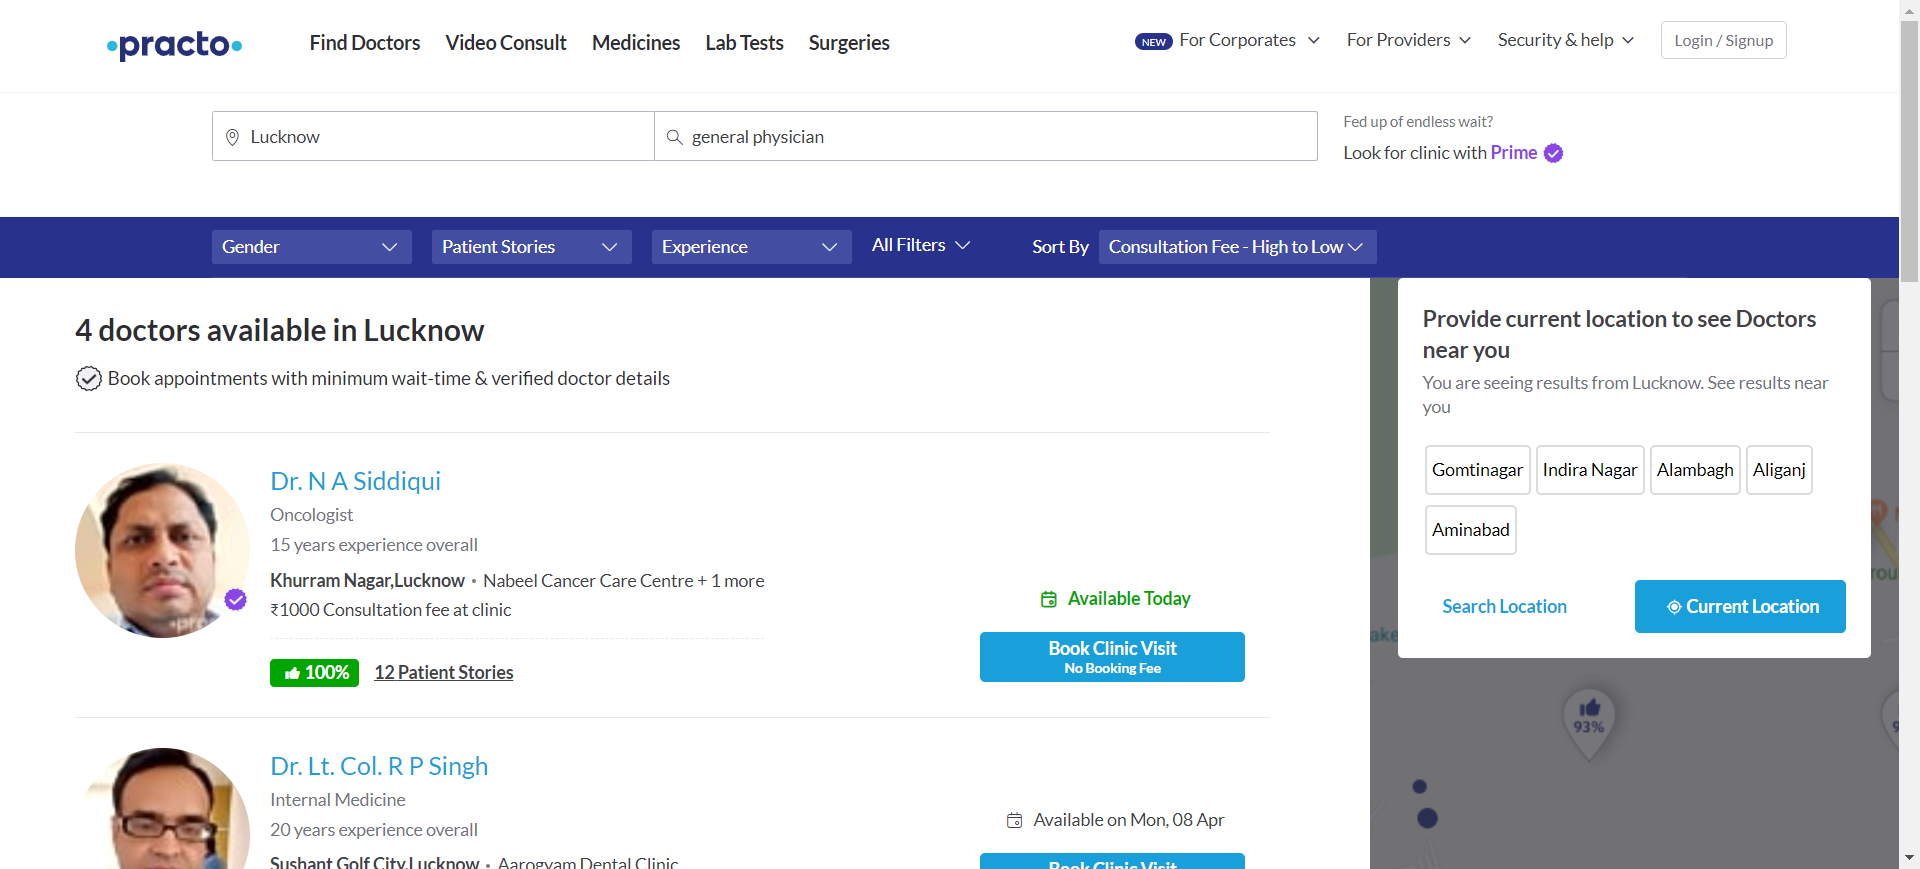 practo
Find Doctors
Video Consult
Medicines
Lab Tests
Surgeries
NEW For Corporates
For Providers
Security & help
Login / Signup
Lucknow
general physician
Fed up of endless wait?
Look for clinic with Prime
Gender
Patient Stories
Experience
All Filters
Sort By
Consultation Fee - High to Low
4 doctors available in Lucknow
Book appointments with minimum wait-time & verified doctor details
Dr. N A Siddiqui
Oncologist
15 years experience overall
Khurram Nagar,Lucknow • Nabeel Cancer Care Centre + 1 more
₹1000 Consultation fee at clinic
100%
12 Patient Stories
Available Today
Book Clinic Visit
No Booking Fee
Dr. Lt. Col. R P Singh
Internal Medicine
20 years experience overall
Sushant Golf City,Lucknow • Aarogyam Dental Clinic
Available on Mon, 08 Apr
Book Clinic Visit
Provide current location to see Doctors
near you
You are seeing results from Lucknow. See results near
you
Gomtinagar
Indira Nagar
Alambagh
Aliganj
Aminabad
Search Location
Current Location
93%